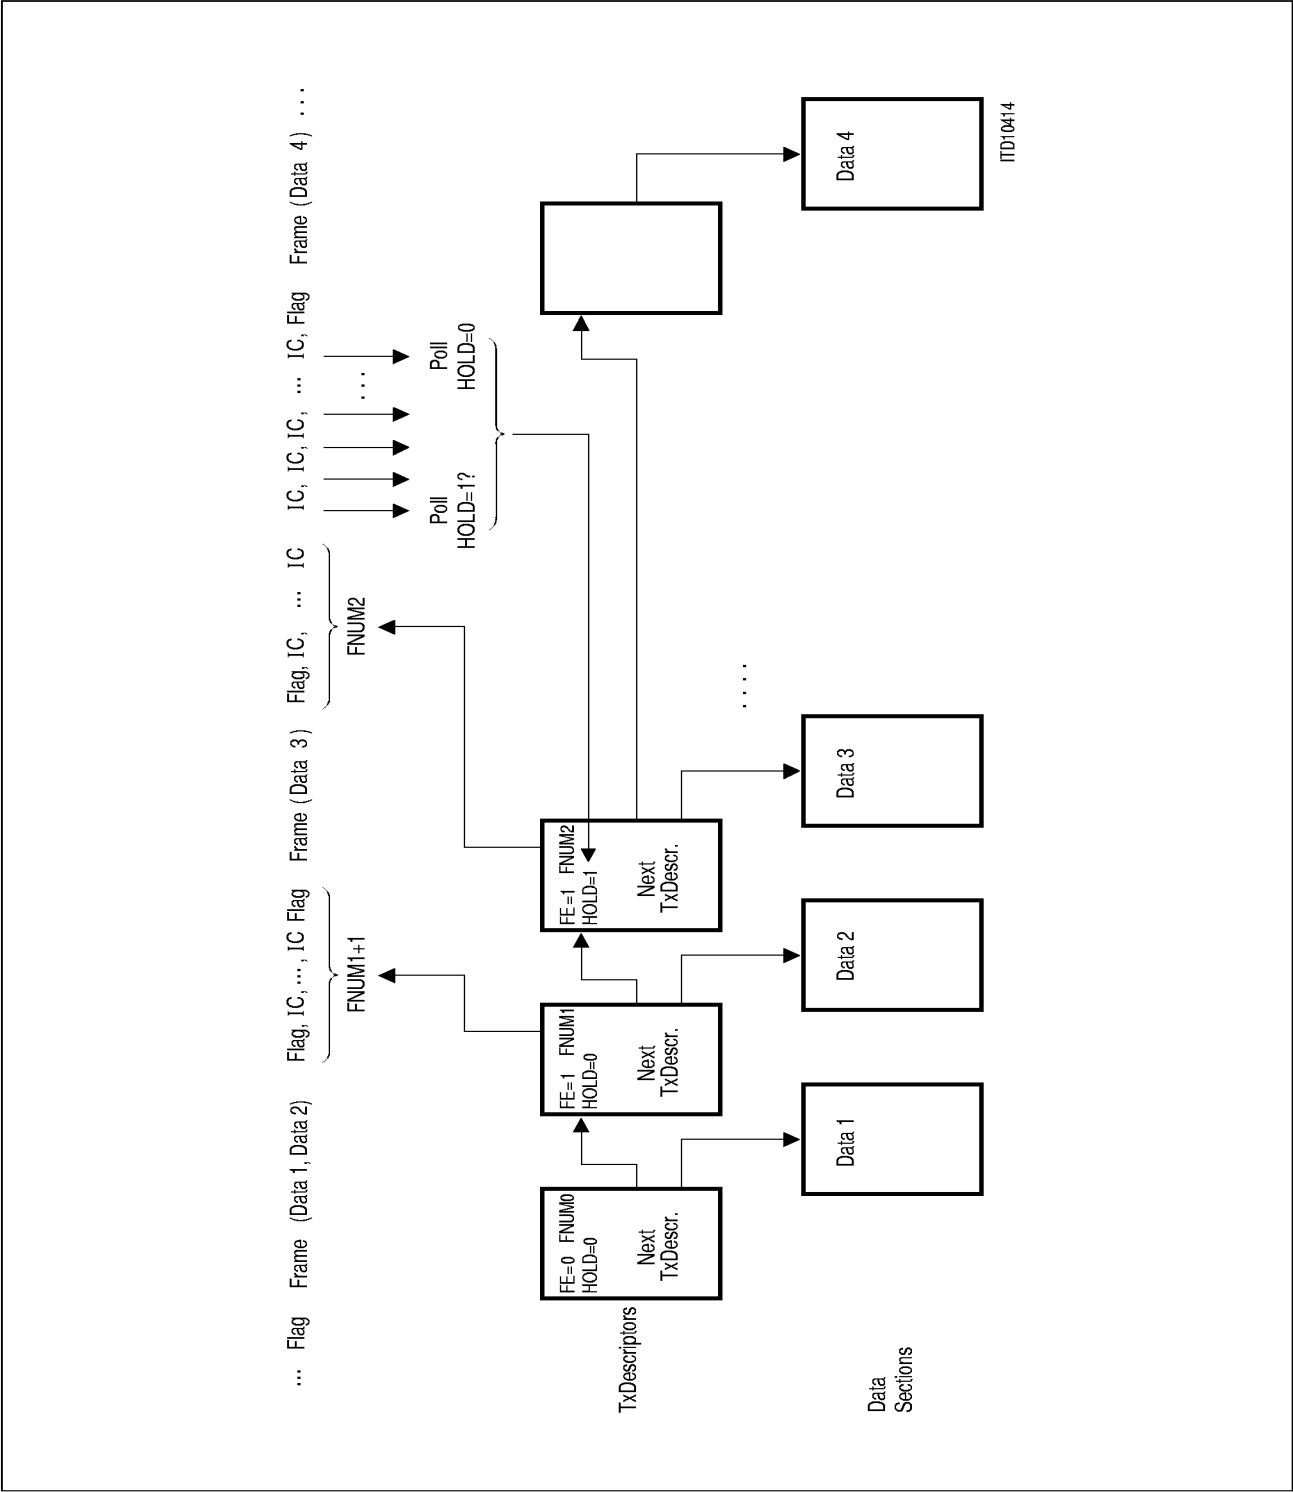 ... Flag Frame (Data 1, Data 2) Flag, IC, ..., IC Flag Frame (Data 3) Flag, IC, ... IC IC, IC, IC, ... IC, Flag Frame (Data 4) ....
FNUM1+1
FNUM2
Poll
HOLD=1?
....
Poll
HOLD=0
TxDescriptors
FE=0 FNUM0
HOLD=0
Next
TxDescr.
FE=1 FNUM1
HOLD=0
Next
TxDescr.
FE=1 FNUM2
HOLD=1
Next
TxDescr.
....
Data
Sections
Data 1
Data 2
Data 3
Data 4
ITD10414